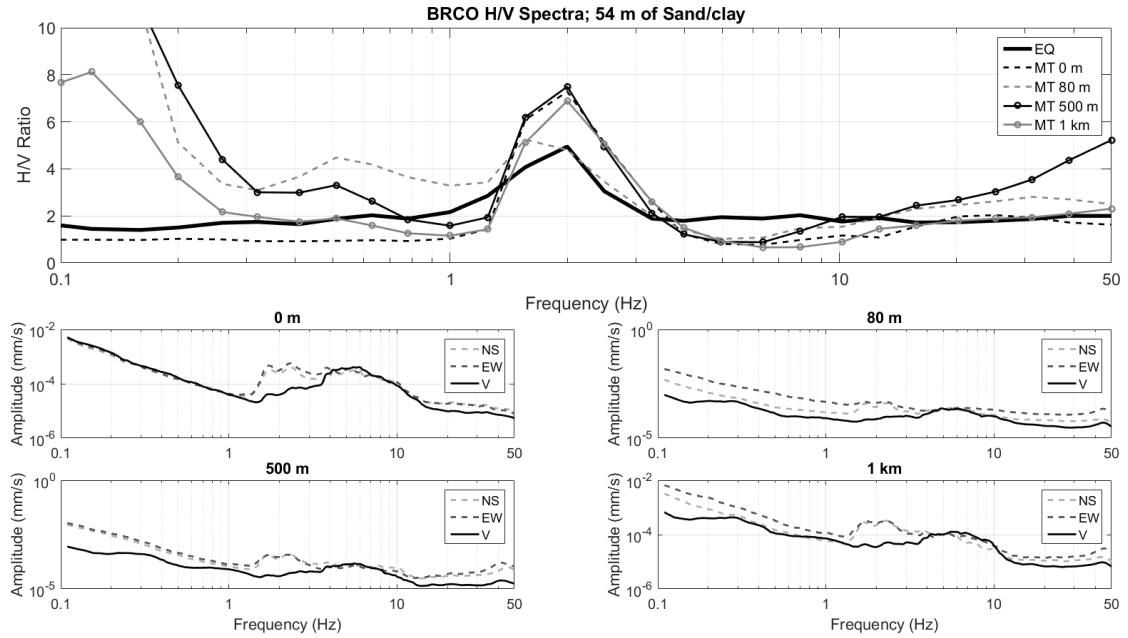 BRCO H/V Spectra; 54 m of Sand/clay
10
8
6
4
2
0
H/V Ratio
EQ
MT 0 m
MT 80 m
MT 500 m
MT 1 km
0.1 1 10 50
Frequency (Hz)
0 m
10^-2
10^-4
10^-6
Amplitude (mm/s)
NS
EW
V
0.1 1 10 50
80 m
10^0
10^-5
Amplitude (mm/s)
NS
EW
V
0.1 1 10 50
500 m
10^0
10^-5
Amplitude (mm/s)
NS
EW
V
0.1 1 10 50
Frequency (Hz)
1 km
10^-2
10^-4
10^-6
Amplitude (mm/s)
NS
EW
V
0.1 1 10 50
Frequency (Hz)